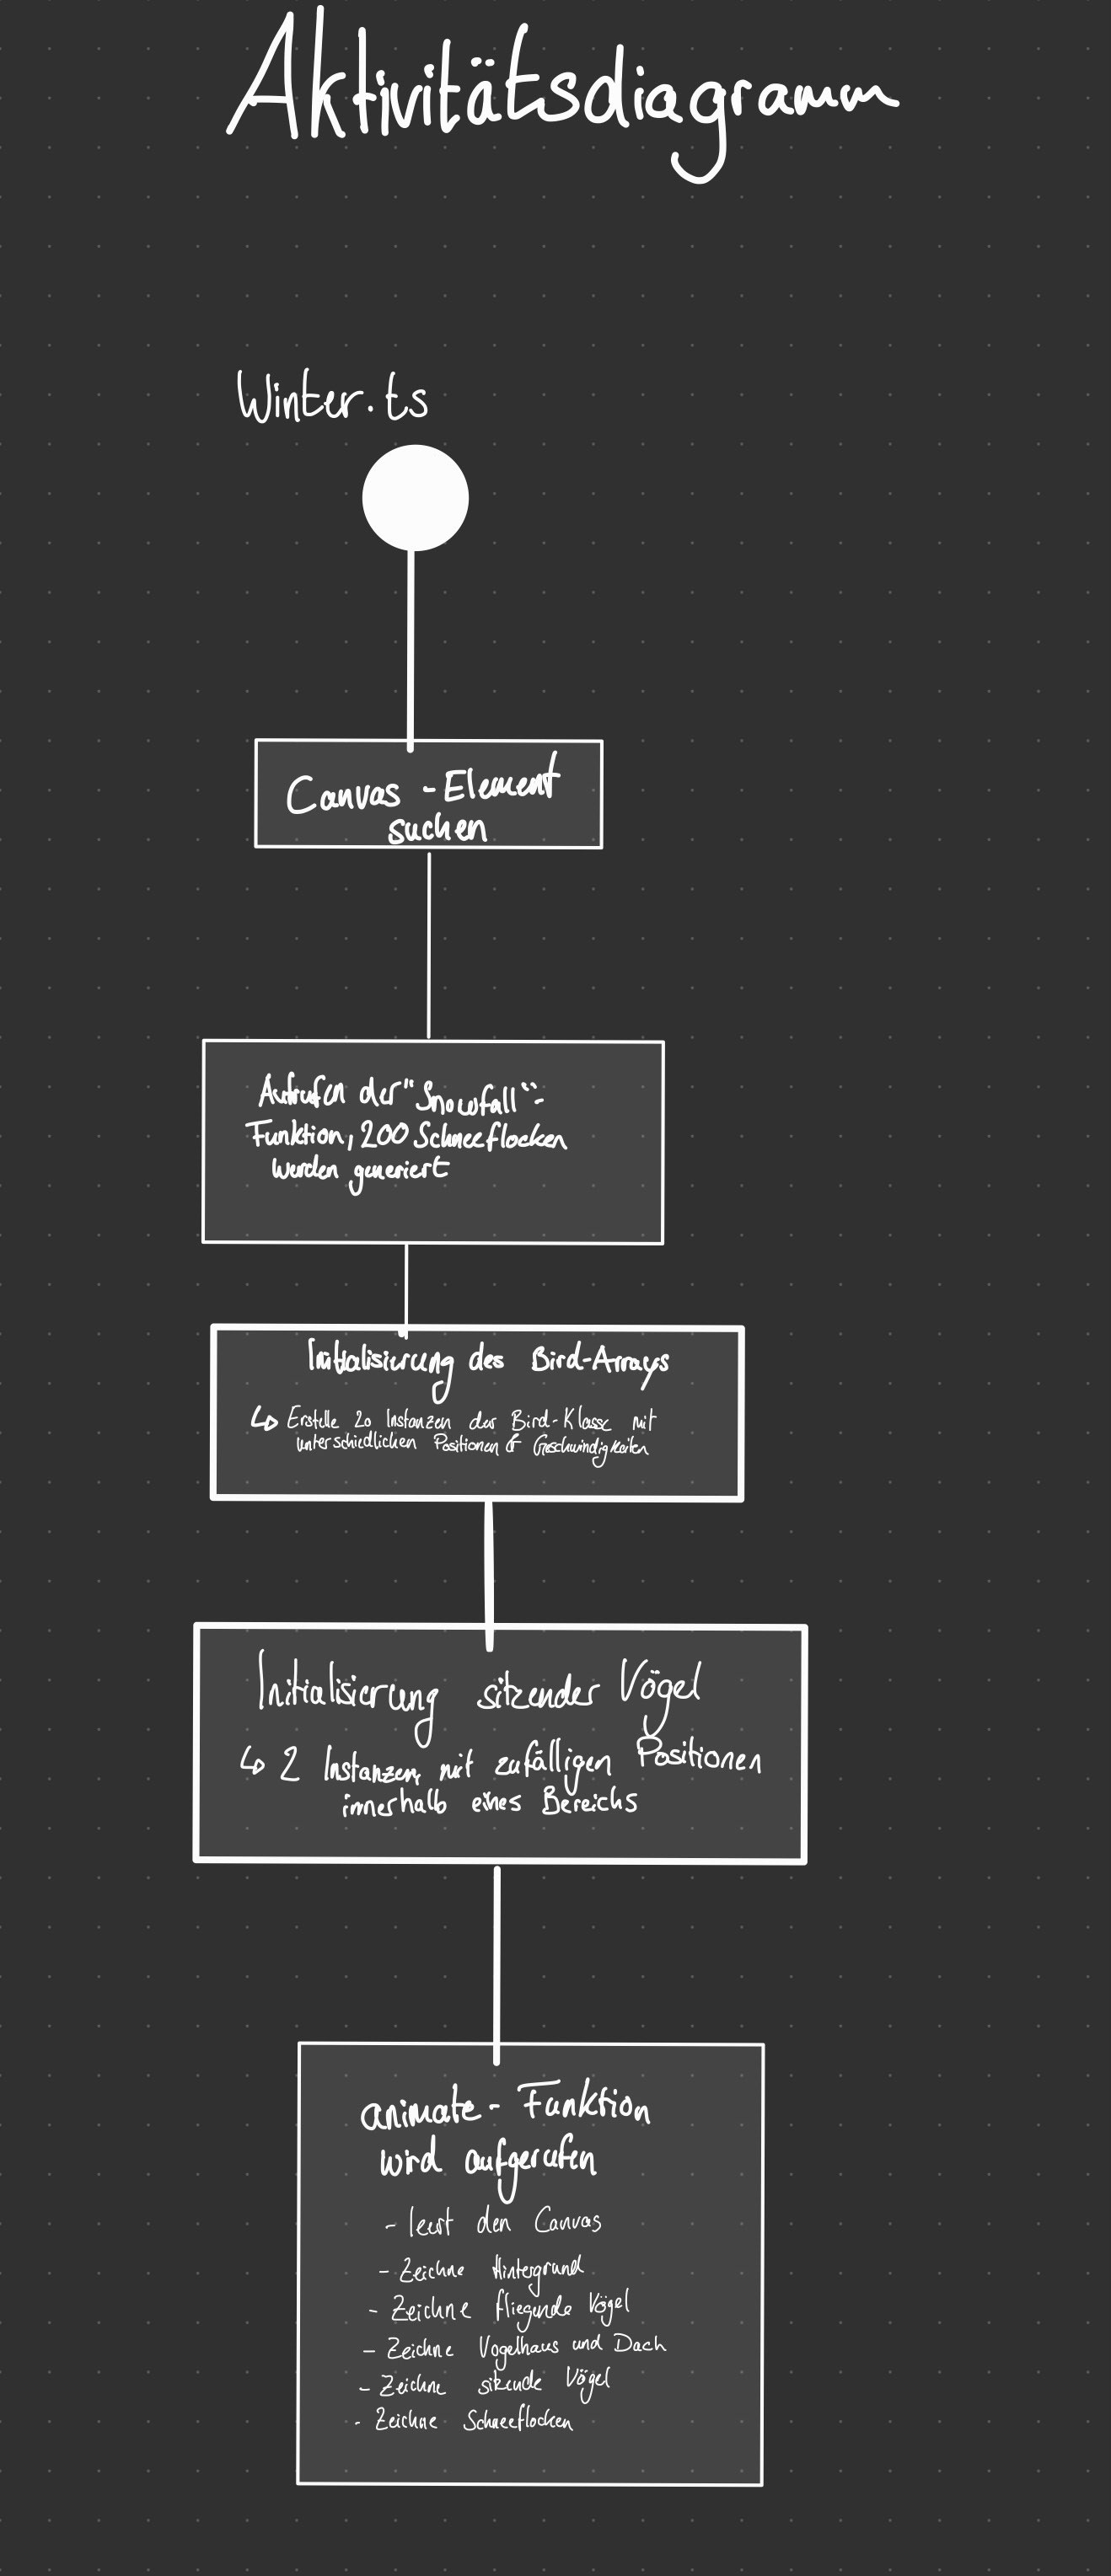 Aktivitätsdiagramm
Winter.ts
Canvas - Element
suchen
Aufrufen der "Snowfall"-
Funktion, 200 Schneeflocken
werden generiert
Initialisierung des Bird-Arrays
↳ Erstelle 20 Instanzen der Bird-Klasse mit
unterschiedlichen Positionen & Geschwindigkeiten
Initialisierung sitzender Vögel
↳ 2 Instanzen mit zufälligen Positionen
innerhalb eines Bereichs
animate - Funktion
wird aufgerufen
- leert den Canvas
- Zeichne Hintergrund
- Zeichne fliegende Vögel
- Zeichne Vogelhaus und Dach
- Zeichne sitzende Vögel
- Zeichne Schneeflocken